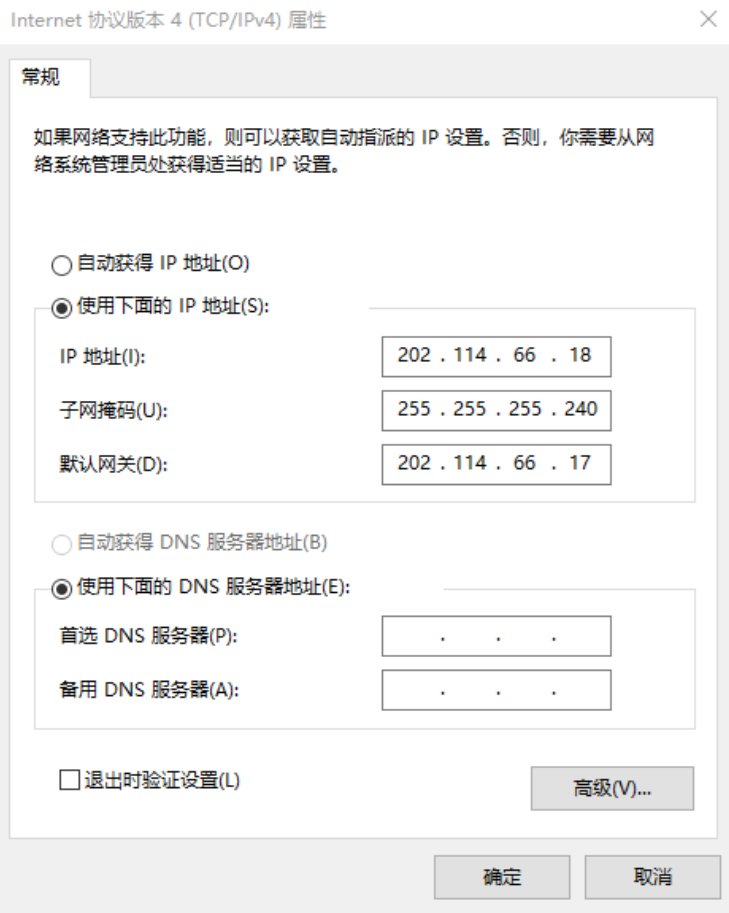 Internet 协议版本 4 (TCP/IPv4) 属性
常规
如果网络支持此功能，则可以获取自动指派的 IP 设置。否则，你需要从网
络系统管理员处获得适当的 IP 设置。
自动获得 IP 地址(O)
使用下面的 IP 地址(S):
IP 地址(I): 202 . 114 . 66 . 18
子网掩码(U): 255 . 255 . 255 . 240
默认网关(D): 202 . 114 . 66 . 17
自动获得 DNS 服务器地址(B)
使用下面的 DNS 服务器地址(E):
首选 DNS 服务器(P): . . .
备用 DNS 服务器(A): . . .
退出时验证设置(L)
高级(V)...
确定 取消